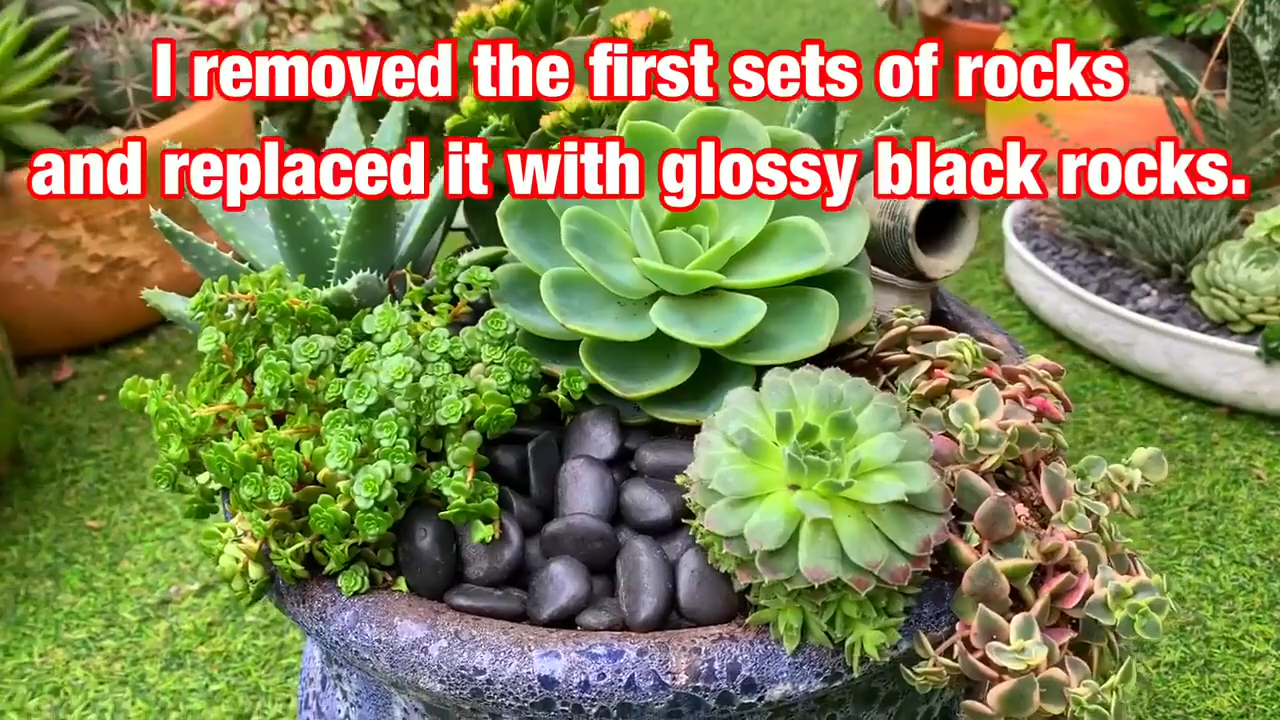 I removed the first sets of rocks
and replaced it with glossy black rocks.